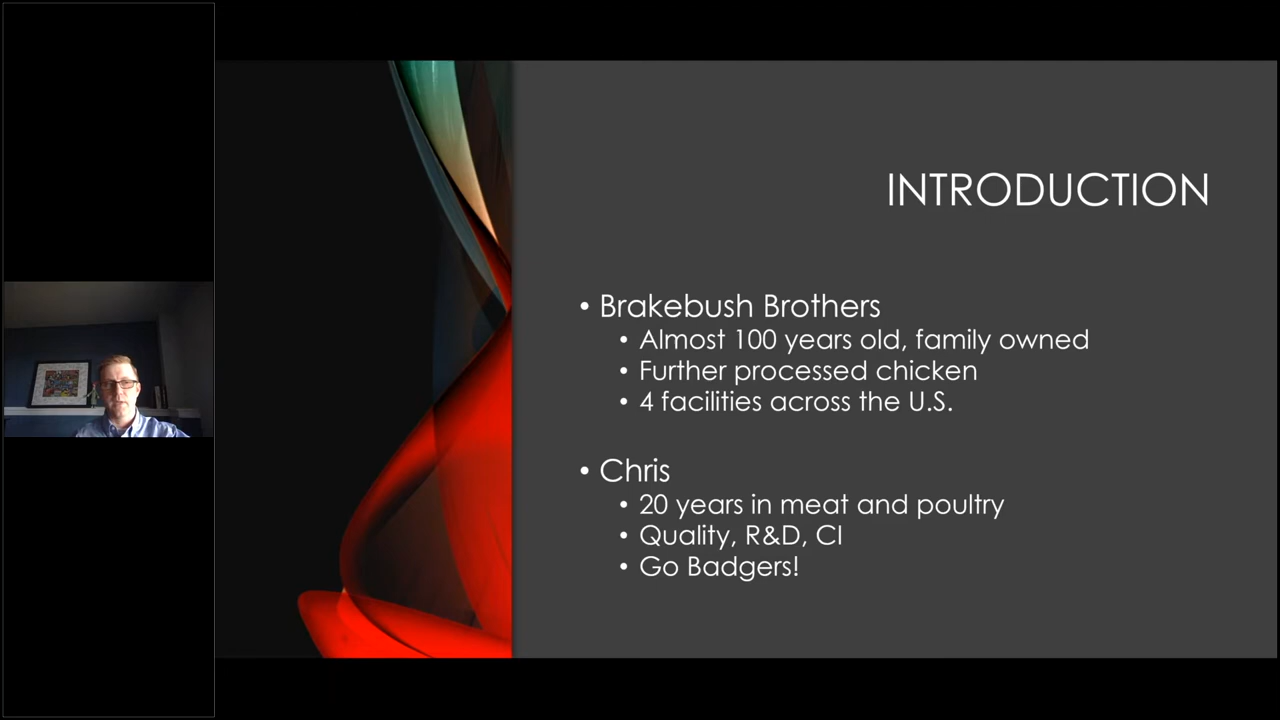 INTRODUCTION
• Brakebush Brothers
• Almost 100 years old, family owned
• Further processed chicken
• 4 facilities across the U.S.
• Chris
• 20 years in meat and poultry
• Quality, R&D, CI
• Go Badgers!